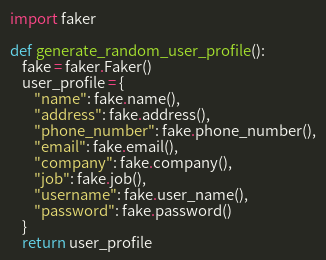 import faker
def generate_random_user_profile():
    fake = faker.Faker()
    user_profile = {
        "name": fake.name(),
        "address": fake.address(),
        "phone_number": fake.phone_number(),
        "email": fake.email(),
        "company": fake.company(),
        "job": fake.job(),
        "username": fake.user_name(),
        "password": fake.password()
    }
    return user_profile